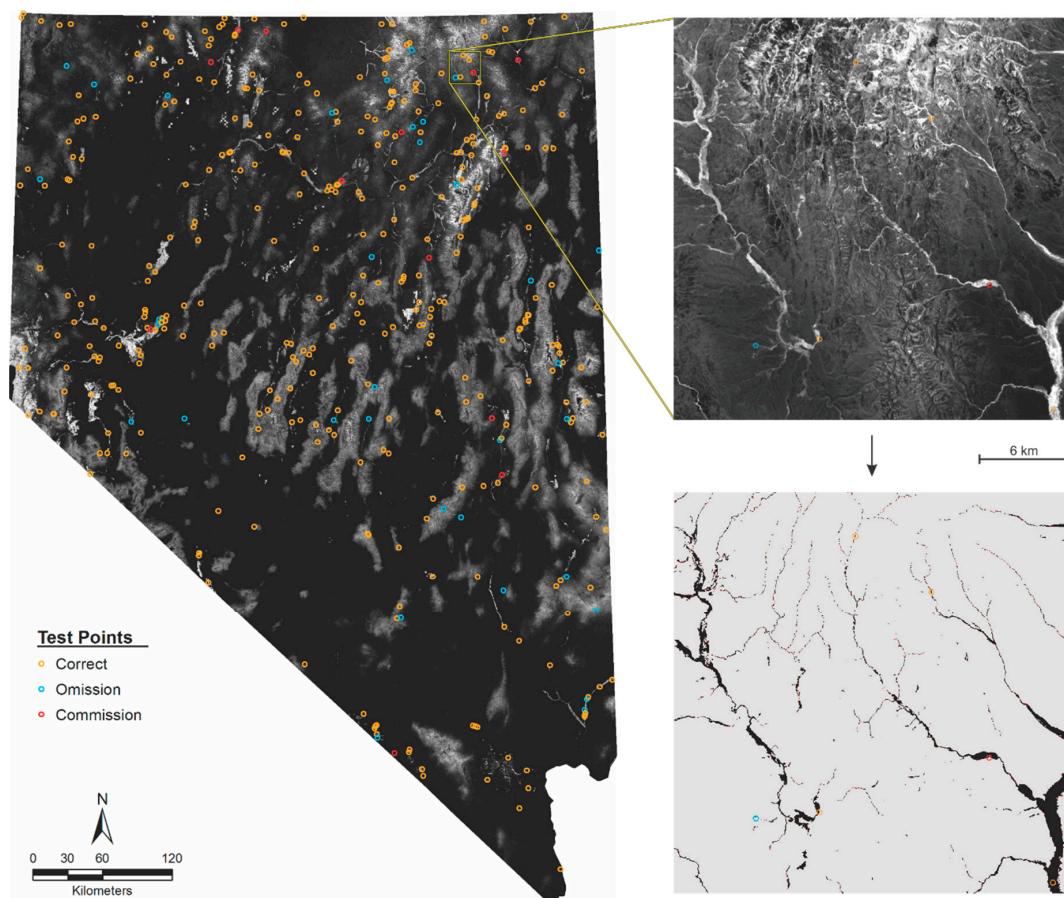 6 km
Test Points
Correct
Omission
Commission
N
0 30 60 120
Kilometers